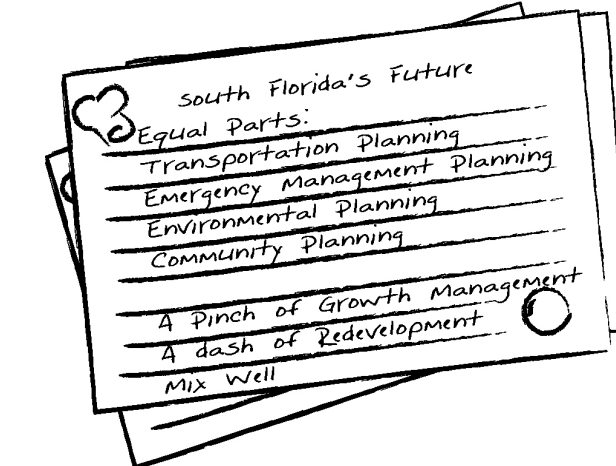 South Florida's Future
Equal Parts:
Transportation Planning
Emergency Management Planning
Environmental Planning
Community Planning
A Pinch of Growth Management
A dash of Redevelopment
Mix Well